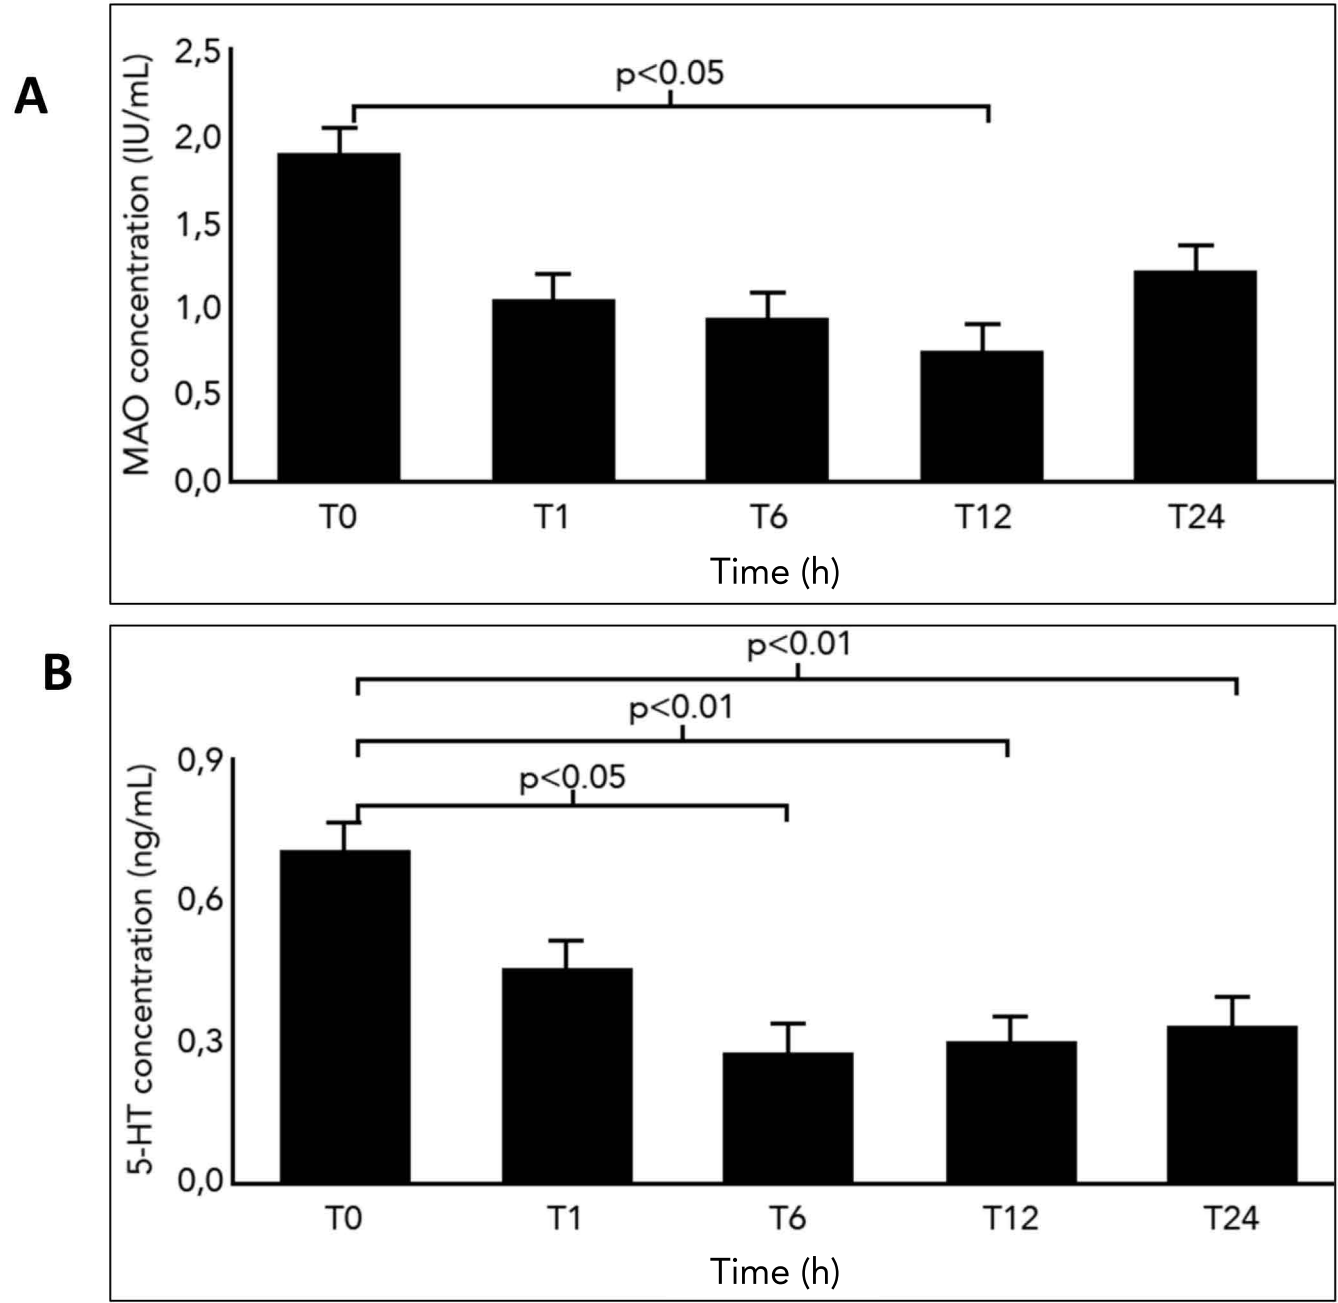 A
MAO concentration (IU/mL)
2,5
2,0
1,5
1,0
0,5
0,0
p<0.05
T0 T1 T6 T12 T24
Time (h)
B
5-HT concentration (ng/mL)
p<0.01
p<0.01
p<0.05
0,9
0,6
0,3
0,0
T0 T1 T6 T12 T24
Time (h)